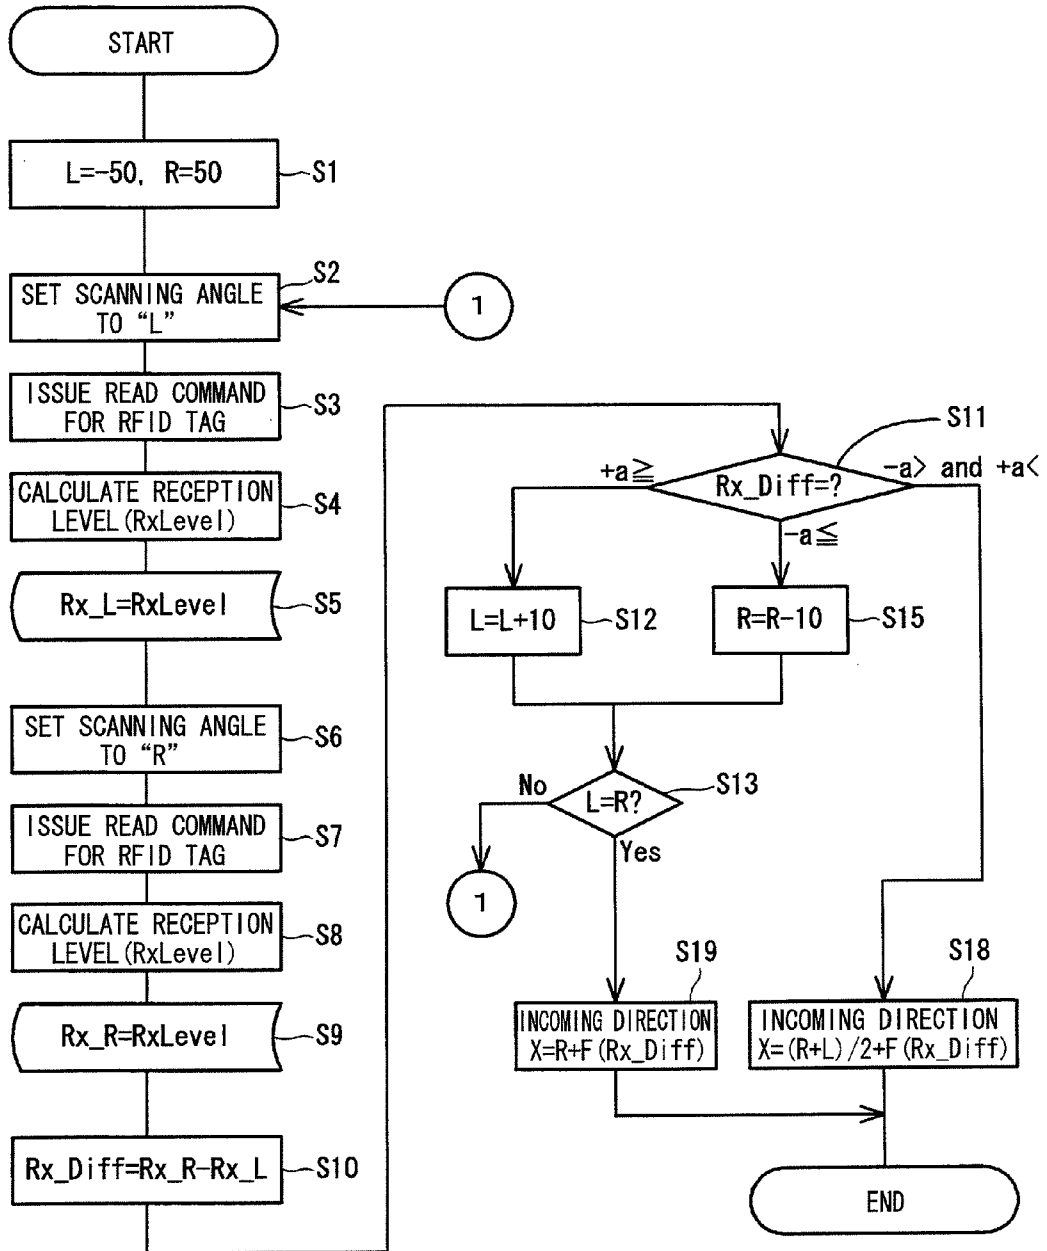 START
L=-50, R=50
S1
S2
SET SCANNING ANGLE
TO "L"
1
ISSUE READ COMMAND
FOR RFID TAG
S3
CALCULATE RECEPTION
LEVEL(RxLevel)
S4
Rx_L=RxLevel
S5
SET SCANNING ANGLE
TO "R"
S6
ISSUE READ COMMAND
FOR RFID TAG
S7
CALCULATE RECEPTION
LEVEL(RxLevel)
S8
Rx_R=RxLevel
S9
Rx_Diff=Rx_R-Rx_L
S10
S11
+a≧
Rx_Diff=?
-a> and +a<
-a≦
L=L+10
S12
R=R-10
S15
No
L=R?
S13
Yes
1
S19
INCOMING DIRECTION
X=R+F(Rx_Diff)
S18
INCOMING DIRECTION
X=(R+L)/2+F(Rx_Diff)
END